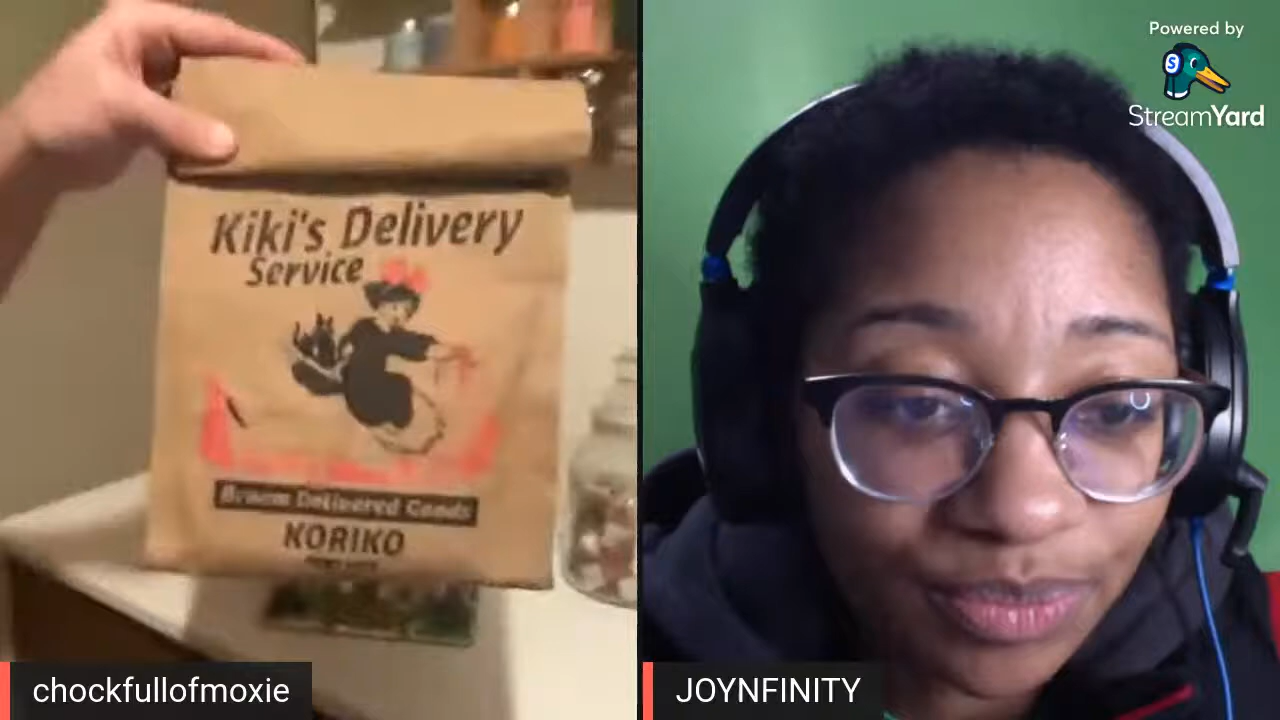 Kiki's Delivery
Service
Broom Delivered Goods
KORIKO
chockfullofmoxie
Powered by
StreamYard
JOYNFINITY